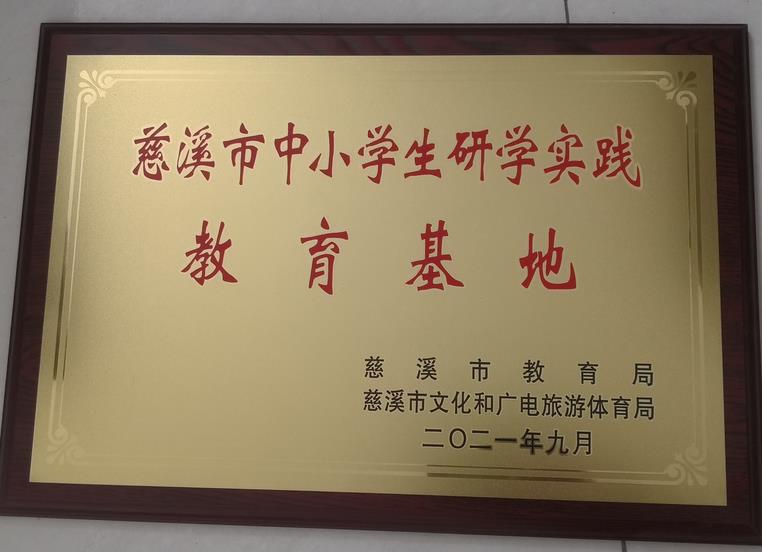 慈溪市中小学生研学实践
教育基地
慈溪市教育局
慈溪市文化和广电旅游体育局
二〇二一年九月